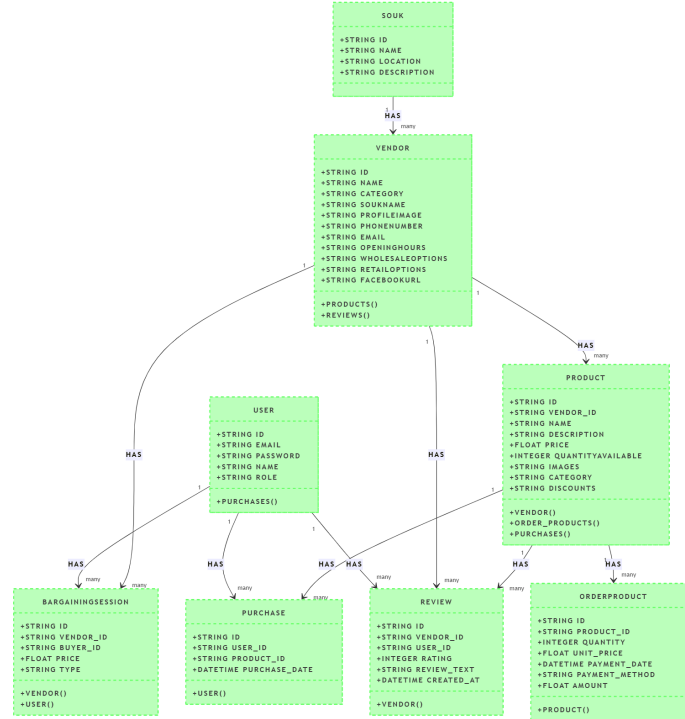 SOUK
+STRING ID
+STRING NAME
+STRING LOCATION
+STRING DESCRIPTION
1
HAS
many
VENDOR
+STRING ID
+STRING NAME
+STRING CATEGORY
+STRING SOUKNAME
+STRING PROFILEIMAGE
+STRING PHONENUMBER
+STRING EMAIL
+STRING OPENINGHOURS
+STRING WHOLESALEOPTIONS
+STRING RETAILOPTIONS
+STRING FACEBOOKURL
+PRODUCTS()
+REVIEWS()
1
1
1
HAS
many
HAS
HAS
USER
+STRING ID
+STRING EMAIL
+STRING PASSWORD
+STRING NAME
+STRING ROLE
+PURCHASES()
PRODUCT
+STRING ID
+STRING VENDOR_ID
+STRING NAME
+STRING DESCRIPTION
+FLOAT PRICE
+INTEGER QUANTITYAVAILABLE
+STRING IMAGES
+STRING CATEGORY
+STRING DISCOUNTS
+VENDOR()
+ORDER_PRODUCTS()
+PURCHASES()
1
1
1
1
1
1
HAS
HAS
HAS
HAS
HAS
HAS
many
many
many
many
many
many
many
many
BARGAININGSESSION
+STRING ID
+STRING VENDOR_ID
+STRING BUYER_ID
+FLOAT PRICE
+STRING TYPE
+VENDOR()
+USER()
PURCHASE
+STRING ID
+STRING USER_ID
+STRING PRODUCT_ID
+DATETIME PURCHASE_DATE
+USER()
REVIEW
+STRING ID
+STRING VENDOR_ID
+STRING USER_ID
+INTEGER RATING
+STRING REVIEW_TEXT
+DATETIME CREATED_AT
+VENDOR()
ORDERPRODUCT
+STRING ID
+STRING PRODUCT_ID
+INTEGER QUANTITY
+FLOAT UNIT_PRICE
+DATETIME PAYMENT_DATE
+STRING PAYMENT_METHOD
+FLOAT AMOUNT
+PRODUCT()